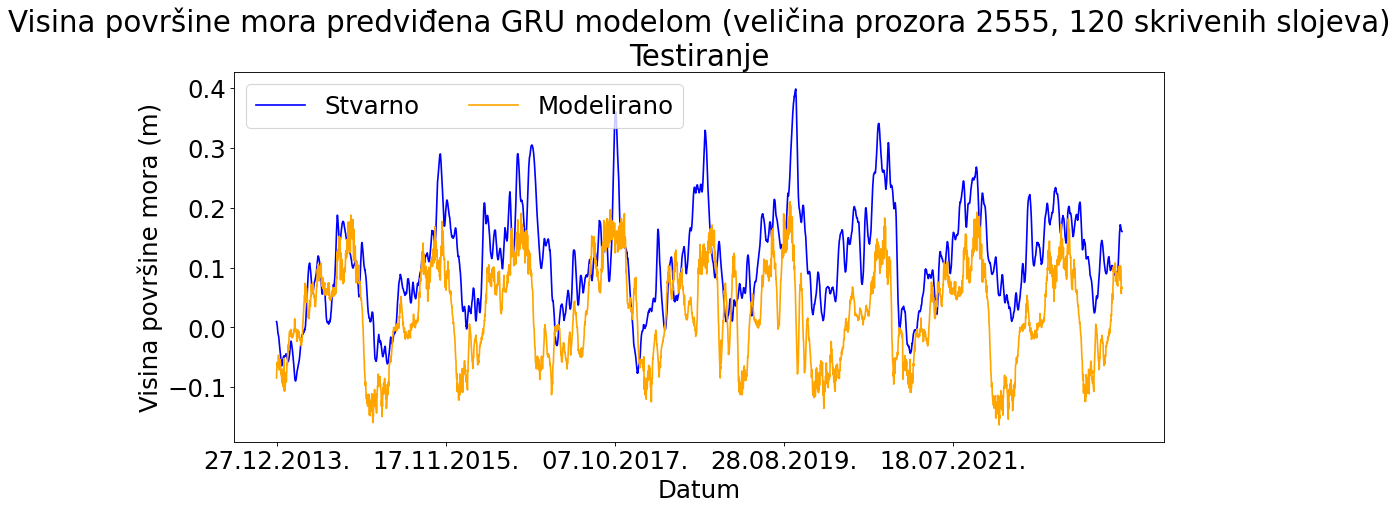 Visina površine mora predviđena GRU modelom (veličina prozora 2555, 120 skrivenih slojeva)
Testiranje
Stvarno Modelirano
Visina površine mora (m)
0.4
0.3
0.2
0.1
0.0
−0.1
27.12.2013. 17.11.2015. 07.10.2017. 28.08.2019. 18.07.2021.
Datum